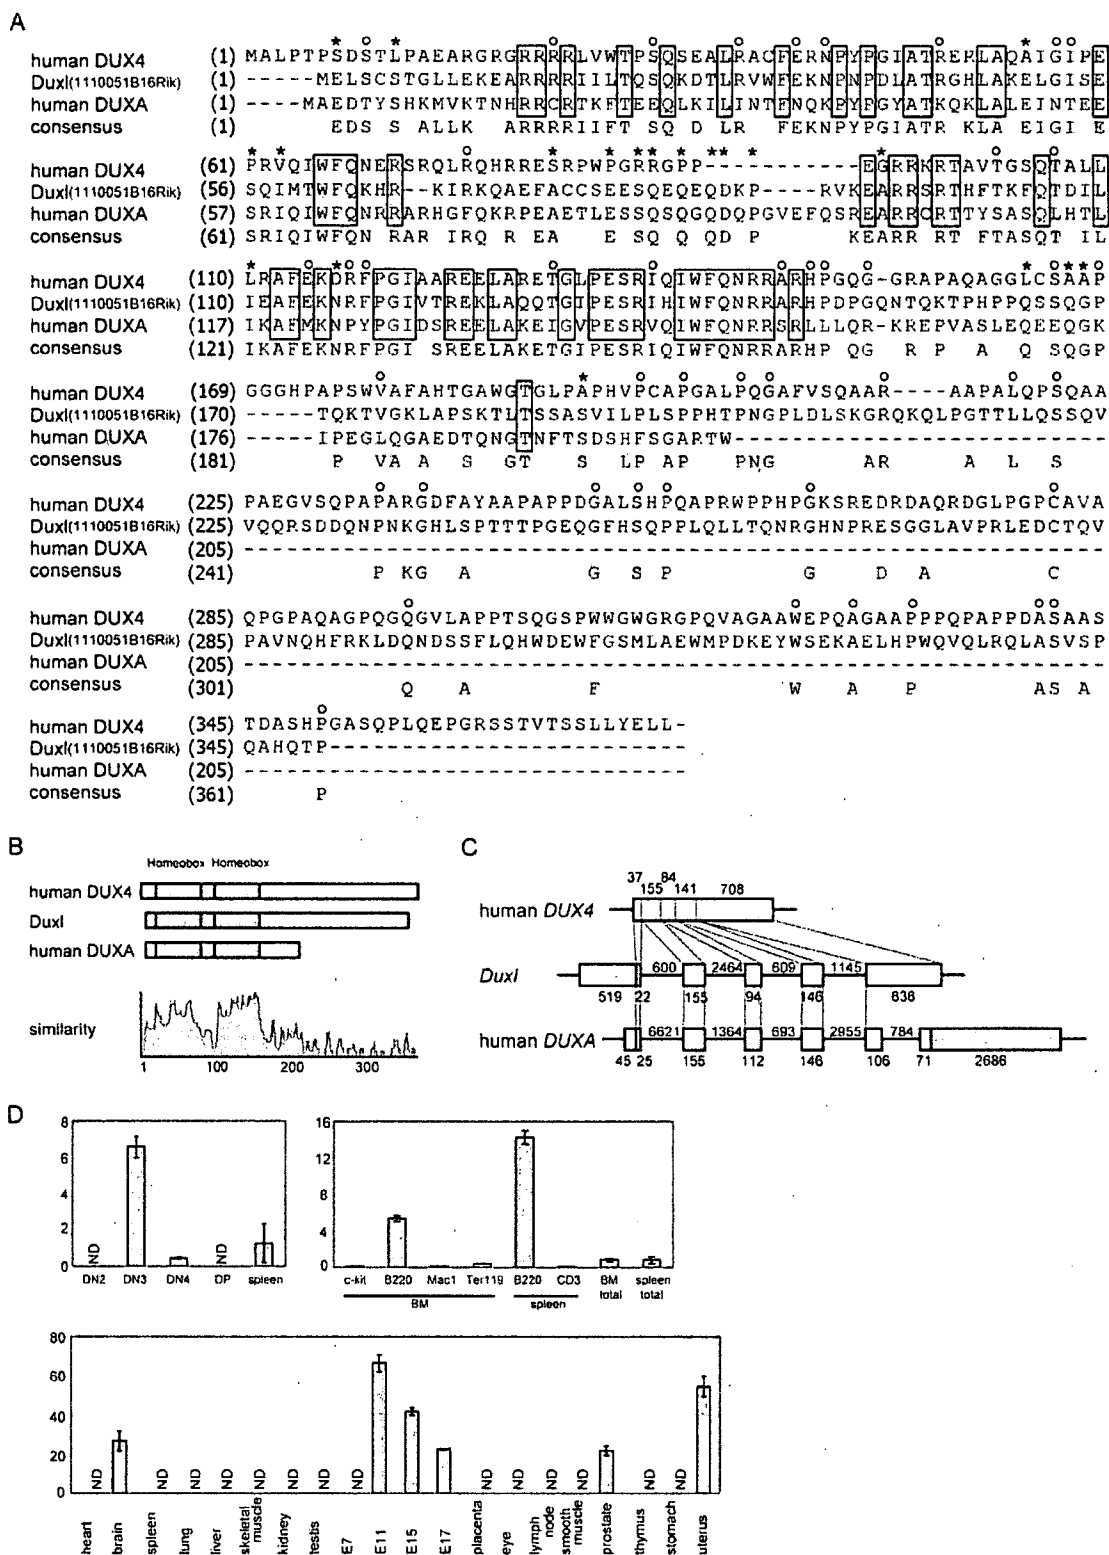 A
human DUX4 (1) MALPTPSDSTLPAEARGRGRRRRLVWTPSQSEALRACFERNPYPGIATREHLAQAIGIPE
Duxl(1110051B16Rik) (1) -----MELSCSTGLLEKEARRRRIILTQSQKDTLRVWFEKNPNPDLATRGHLAKELGISE
human DUXA (1) ----MAEDTYSHKMVKTNHRRCRTKFTEEQLKILINTFNQKPYPGYATKQKLALEINTEE
consensus (1) EDS S ALLK ARRRRIIFT SQ D LR FEKNPYPGIATR KLA EIGI E
human DUX4 (61) PRVQIWFQNERSRQLRQHRRESRPWPGRRGPP-----------EGRRKRTAVTGSQTALL
Duxl(1110051B16Rik) (56) SQIMTWFQKHR--KIRKQAEFACCSEESQEQEQDKP-----RVKEARRSRTHFTKFQTDIL
human DUXA (57) SRIQIWFQNRRARHGFQKRPEAETLESSQSQGQDQPGVEFQSREARRCRTTYSASQLHTL
consensus (61) SRIQIWFQN RAR IRQ R EA E SQ Q QD P KEARR RT FTASQT IL
human DUX4 (110) LRAFEKDRFPGIAAREELARETGLPESRIQIWFQNRRARHPGQG-GRAPAQAGGLCSAAP
Duxl(1110051B16Rik) (110) IEAFEKNRFPGIVTREKLAQQTGIPESRIHIWFQNRRARHPDPGQNTQKTPHPPQSSQGP
human DUXA (117) IKAFMKNPYPGIDSREELAKEIGVPESRVQIWFQNRRSRLLLQR-KREPVASLEQEEQGK
consensus (121) IKAFEKNRFPGI SREELAKETGIPESRIQIWFQNRRARHP QG R P A Q SQGP
human DUX4 (169) GGGHPAPSWVAFAHTGAWGTGLPAPHVPCAPGALPQGAFVSQAAR----AAPALQPSQAA
Duxl(1110051B16Rik) (170) -----TQKTVGKLAPSKTLTSSASVILPLSPPHTPNGPLDLSKGRQKQLPGTTLLQSSQV
human DUXA (176) -----IPEGLQGAEDTQNGTNFTSDSHFSGARTW--------------------------
consensus (181) P VA A S GT S LP AP PNG AR A L S
human DUX4 (225) PAEGVSQPAPARGDFAYAAPAPPDGALSHPQAPRWPPHPGKSREDRDAQRDGLPGPCAVA
Duxl(1110051B16Rik) (225) VQQRSDDQNPNKGHLSPTTTPGEQGFHSQPPLQLLTQNRGHNPRESGGLAVPRLEDCTQV
human DUXA (205) ------------------------------------------------------------
consensus (241) P KG A G S P G D A C
human DUX4 (285) QPGPAQAGPQGQGVLAPPTSQGSPWWGWGRGPQVAGAAWEPQAGAAPPPQPAPPDASAAS
Duxl(1110051B16Rik) (285) PAVNQHFRKLDQNDSSFLQHWDEWFGSMLAEWMPDKEYWSEKAELHPWQVQLRQLASVSP
human DUXA (205) ------------------------------------------------------------
consensus (301) Q A F W A P AS A
human DUX4 (345) TDASHPGASQPLQEPGRSSTVTSSLLYELL-
Duxl(1110051B16Rik) (345) QAHQTP-------------------------
human DUXA (205) -------------------------------
consensus (361) P
B
Homeobox Homeobox
human DUX4
Duxl
human DUXA
similarity
1 100 200 300
C
37 155 84 141 708
human DUX4
600 2464 609 1145
Duxl
519 22 155 94 146 838
6621 1364 693 2955 784
human DUXA
45 25 155 112 146 106 71 2686
D
8
6
4
2
0
ND ND
DN2 DN3 DN4 DP spleen
16
12
8
4
0
c-kit B220 Mac1 Ter119 B220 CD3 BM total spleen total
BM spleen
80
60
40
20
0
ND ND ND ND ND ND ND ND ND ND ND ND ND ND
heart brain spleen lung liver skeletal muscle kidney testis E7 E11 E15 E17 placenta eye lymph node smooth muscle prostate thymus stomach uterus